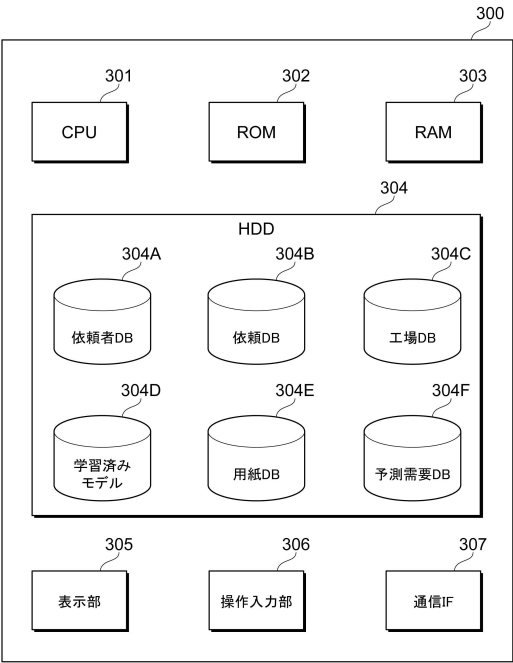 300
301
302
303
CPU
ROM
RAM
304
HDD
304A
304B
304C
依頼者DB
依頼DB
工場DB
304D
304E
304F
学習済み
モデル
用紙DB
予測需要DB
305
306
307
表示部
操作入力部
通信IF